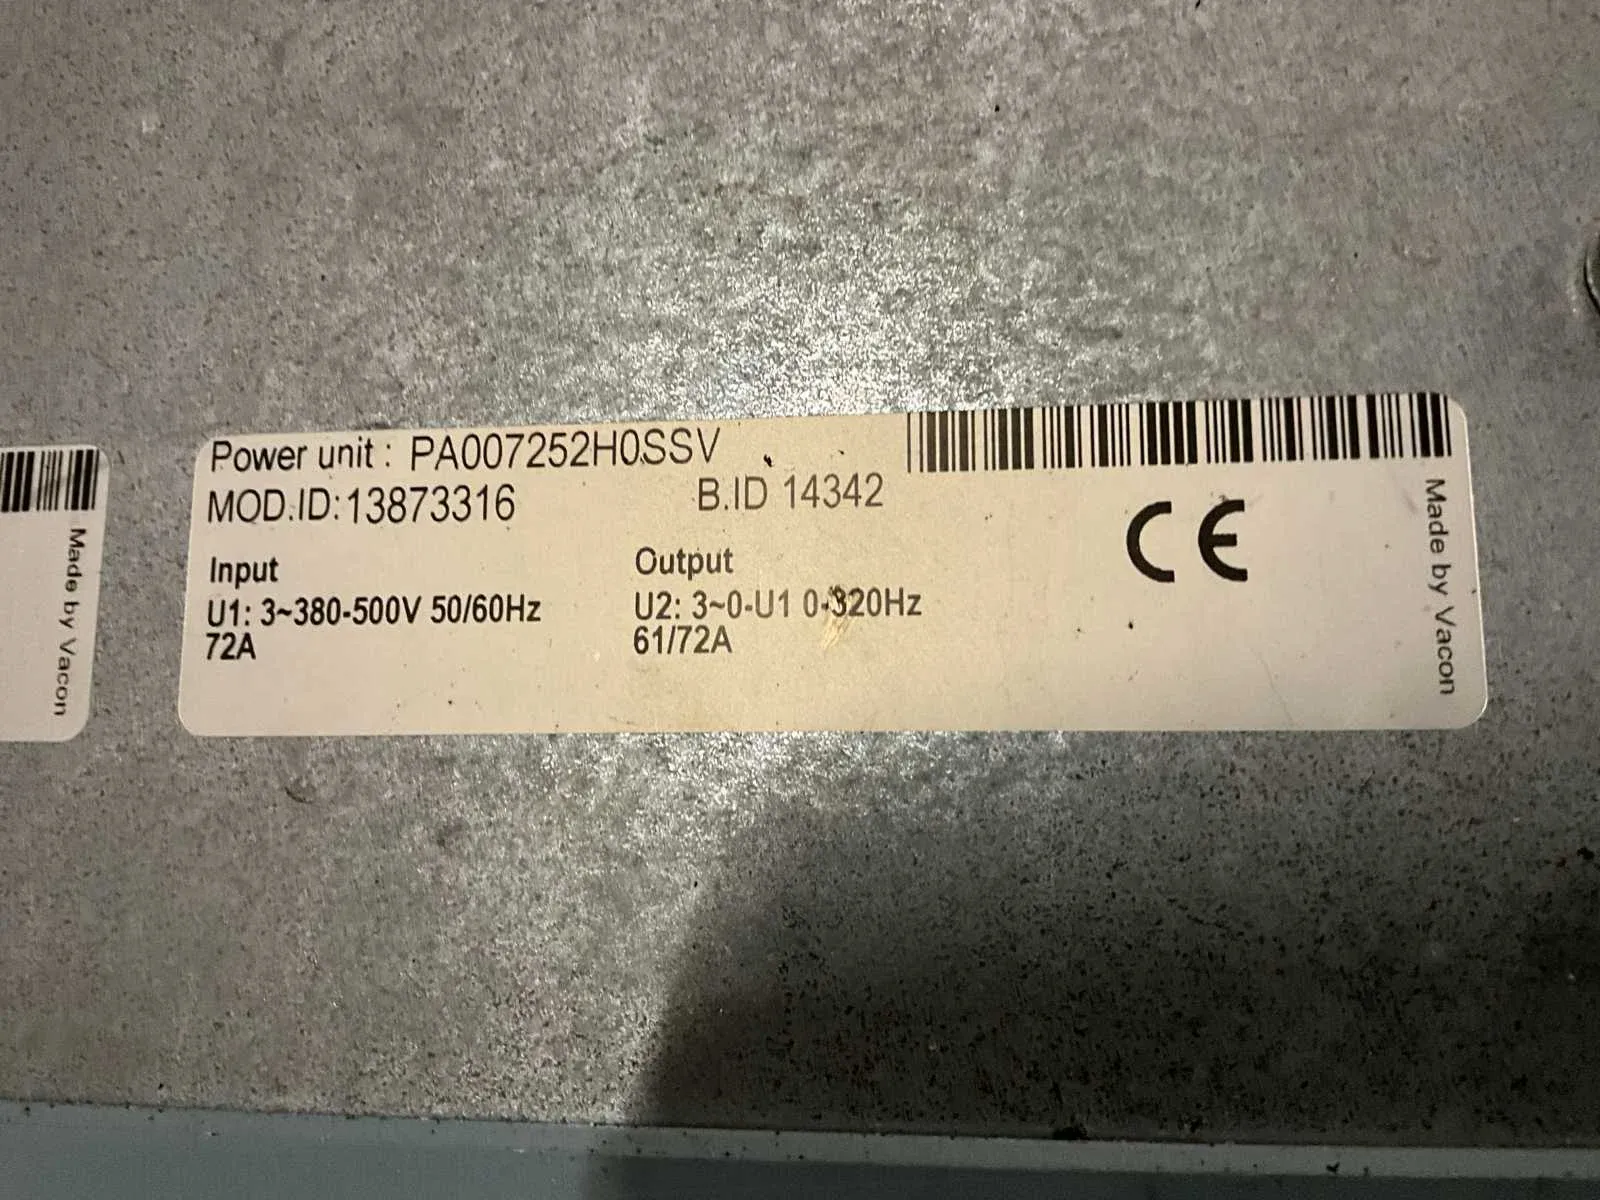 Power unit : PA007252H0SSV
MOD.ID:13873316
B.ID 14342
Input
U1: 3~380-500V 50/60Hz
72A
Output
U2: 3~0-U1 0-320Hz
61/72A
CE
Made by Vacon
Made by Vacon